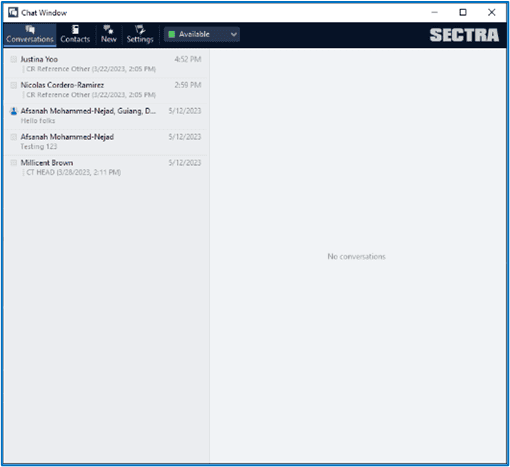 Chat Window
Conversations Contacts New Settings Available SECTRA
Justina Yoo 4:52 PM
| CR Reference Other (3/22/2023, 2:05 PM)
Nicolas Cordero-Ramirez 2:59 PM
| CR Reference Other (3/22/2023, 2:05 PM)
Afsanah Mohammed-Nejad, Guiang, D... 5/12/2023
Hello folks
Afsanah Mohammed-Nejad 5/12/2023
Testing 123
Millicent Brown 5/12/2023
| CT HEAD (3/28/2023, 2:11 PM)
No conversations